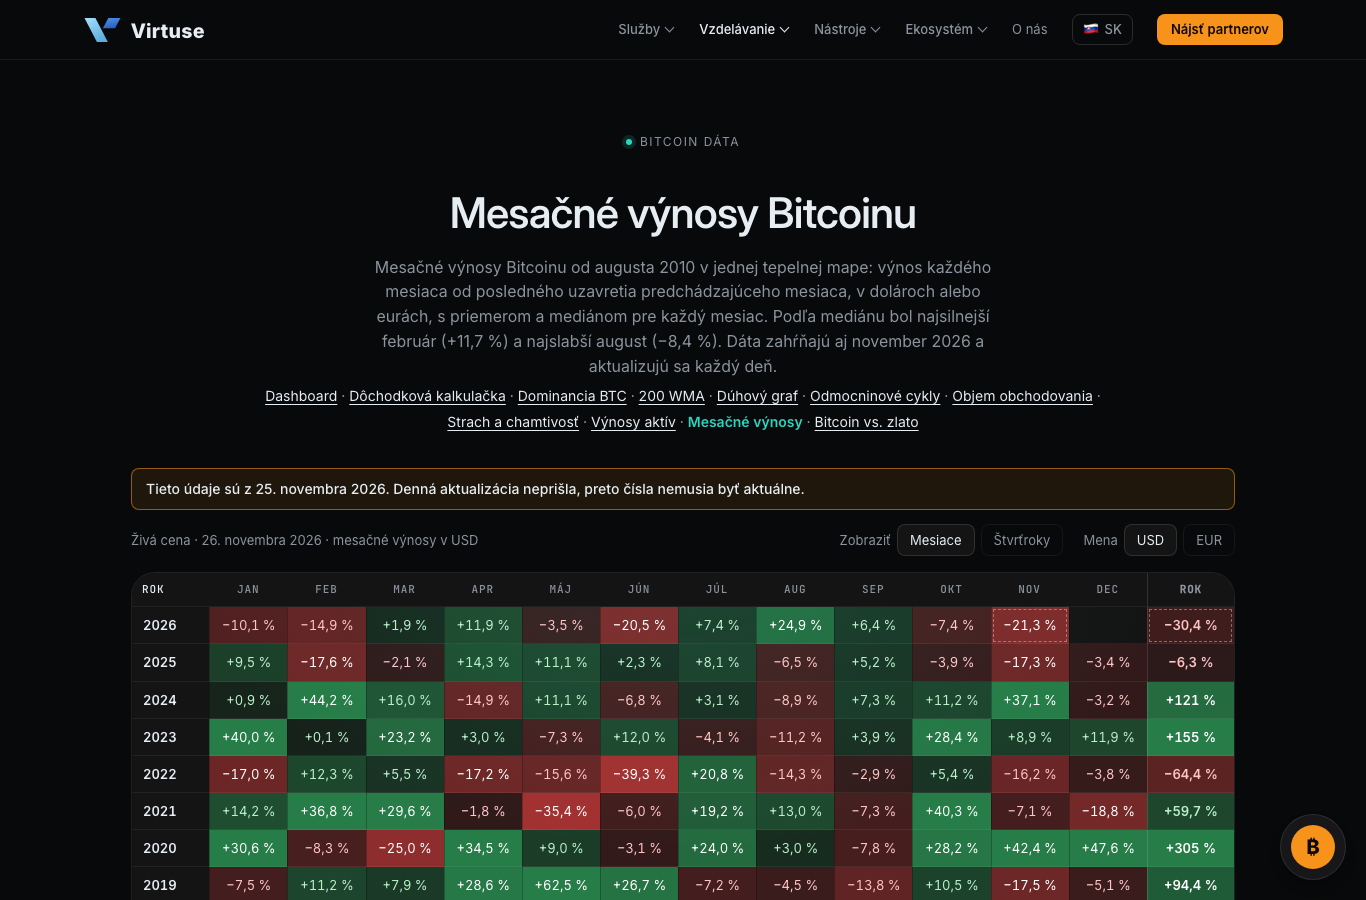 Virtuse
Služby Vzdelávanie Nástroje Ekosystém O nás SK Nájsť partnerov
BITCOIN DÁTA
Mesačné výnosy Bitcoinu
Mesačné výnosy Bitcoinu od augusta 2010 v jednej tepelnej mape: výnos každého
mesiaca od posledného uzavretia predchádzajúceho mesiaca, v dolároch alebo
eurách, s priemerom a mediánom pre každý mesiac. Podľa mediánu bol najsilnejší
február (+11,7 %) a najslabší august (−8,4 %). Dáta zahŕňajú aj november 2026 a
aktualizujú sa každý deň.
Dashboard · Dôchodková kalkulačka · Dominancia BTC · 200 WMA · Dúhový graf · Odmocninové cykly · Objem obchodovania ·
Strach a chamtivosť · Výnosy aktív · Mesačné výnosy · Bitcoin vs. zlato
Tieto údaje sú z 25. novembra 2026. Denná aktualizácia neprišla, preto čísla nemusia byť aktuálne.
Živá cena · 26. novembra 2026 · mesačné výnosy v USD Zobraziť Mesiace Štvrťroky Mena USD EUR
ROK JAN FEB MAR APR MÁJ JÚN JÚL AUG SEP OKT NOV DEC ROK
2026 −10,1 % −14,9 % +1,9 % +11,9 % −3,5 % −20,5 % +7,4 % +24,9 % +6,4 % −7,4 % −21,3 % −30,4 %
2025 +9,5 % −17,6 % −2,1 % +14,3 % +11,1 % +2,3 % +8,1 % −6,5 % +5,2 % −3,9 % −17,3 % −3,4 % −6,3 %
2024 +0,9 % +44,2 % +16,0 % −14,9 % +11,1 % −6,8 % +3,1 % −8,9 % +7,3 % +11,2 % +37,1 % −3,2 % +121 %
2023 +40,0 % +0,1 % +23,2 % +3,0 % −7,3 % +12,0 % −4,1 % −11,2 % +3,9 % +28,4 % +8,9 % +11,9 % +155 %
2022 −17,0 % +12,3 % +5,5 % −17,2 % −15,6 % −39,3 % +20,8 % −14,3 % −2,9 % +5,4 % −16,2 % −3,8 % −64,4 %
2021 +14,2 % +36,8 % +29,6 % −1,8 % −35,4 % −6,0 % +19,2 % +13,0 % −7,3 % +40,3 % −7,1 % −18,8 % +59,7 %
2020 +30,6 % −8,3 % −25,0 % +34,5 % +9,0 % −3,1 % +24,0 % +3,0 % −7,8 % +28,2 % +42,4 % +47,6 % +305 %
2019 −7,5 % +11,2 % +7,9 % +28,6 % +62,5 % +26,7 % −7,2 % −4,5 % −13,8 % +10,5 % −17,5 % −5,1 % +94,4 %